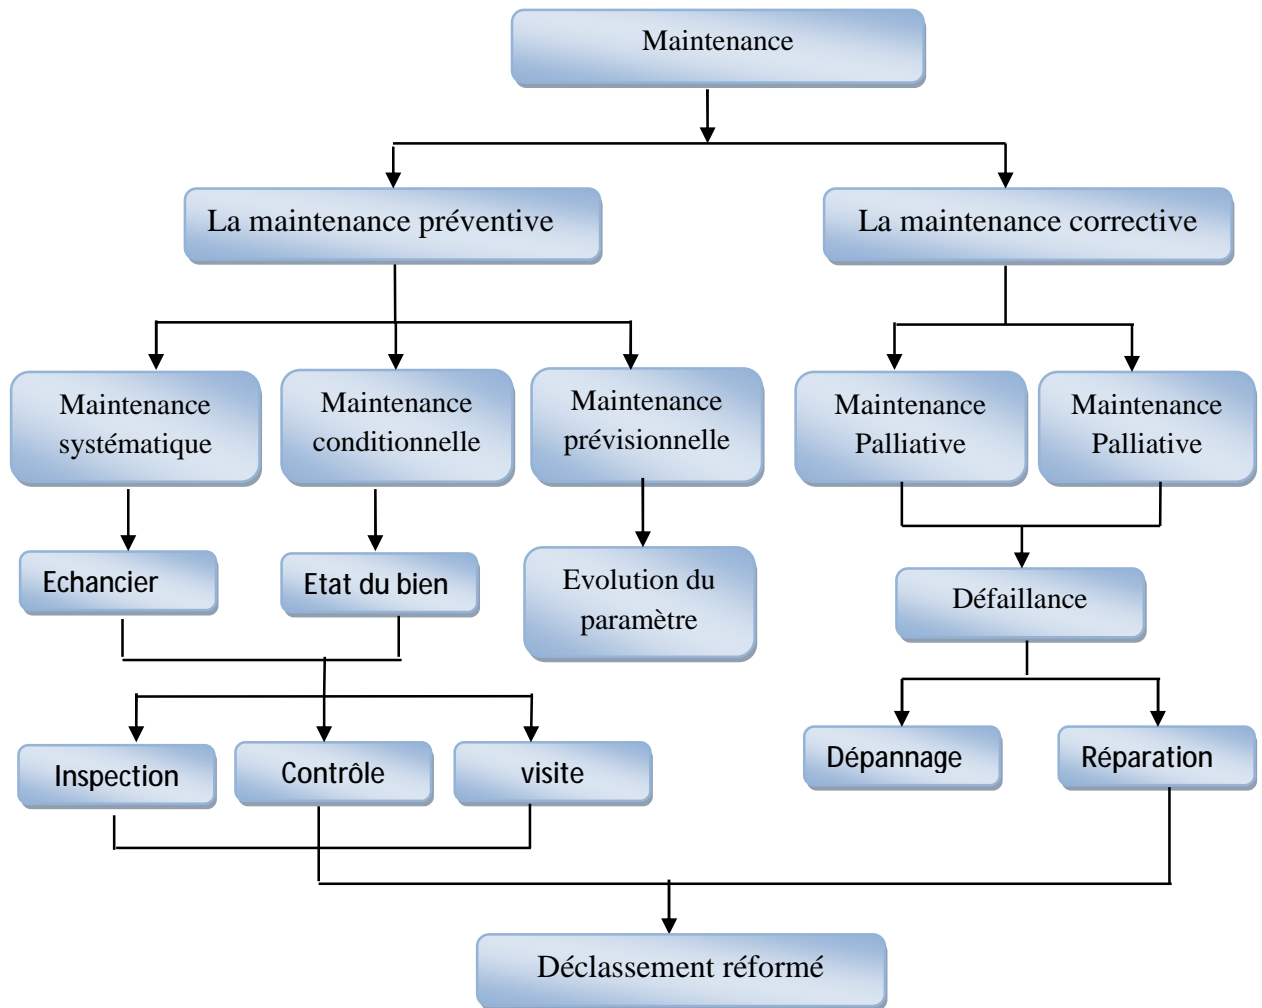 Maintenance
La maintenance préventive
La maintenance corrective
Maintenance
systématique
Maintenance
conditionnelle
Maintenance
prévisionnelle
Maintenance
Palliative
Maintenance
Palliative
Echancier
Etat du bien
Evolution du
paramètre
Défaillance
Inspection
Contrôle
visite
Dépannage
Réparation
Déclassement réformé